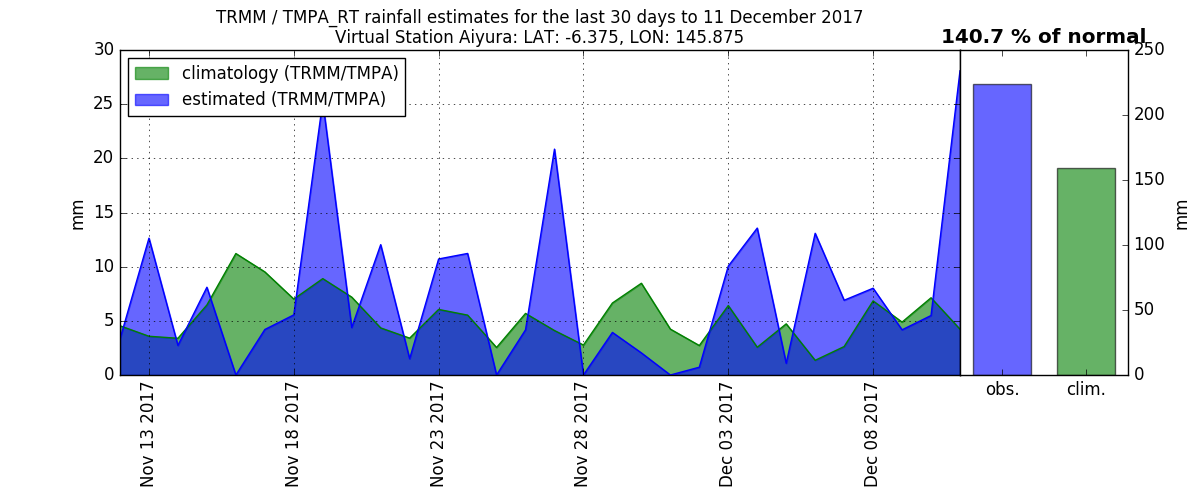 TRMM / TMPA_RT rainfall estimates for the last 30 days to 11 December 2017
Virtual Station Aiyura: LAT: -6.375, LON: 145.875
140.7 % of normal
climatology (TRMM/TMPA)
estimated (TRMM/TMPA)
30
25
20
15
10
5
0
mm
250
200
150
100
50
0
mm
Nov 13 2017
Nov 18 2017
Nov 23 2017
Nov 28 2017
Dec 03 2017
Dec 08 2017
obs.
clim.